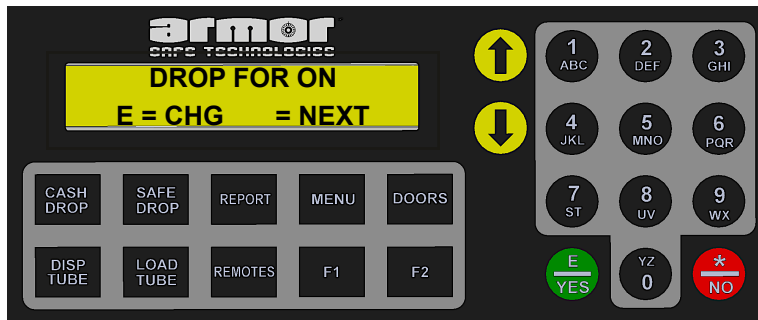 armor
SAFE TECHNOLOGIES
DROP FOR ON
E = CHG = NEXT
CASH DROP
SAFE DROP
REPORT
MENU
DOORS
DISP TUBE
LOAD TUBE
REMOTES
F1
F2
1 ABC
2 DEF
3 GHI
4 JKL
5 MNO
6 PQR
7 ST
8 UV
9 WX
E YES
YZ 0
* NO